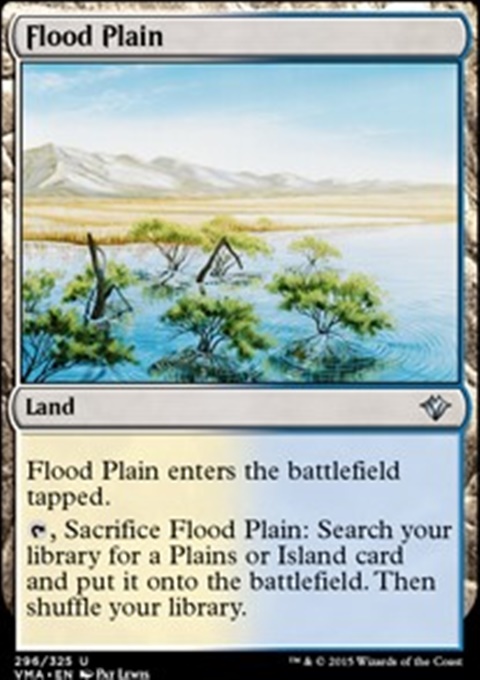 Flood Plain
Land
Flood Plain enters the battlefield
tapped.
, Sacrifice Flood Plain: Search your
library for a Plains or Island card
and put it onto the battlefield. Then
shuffle your library.
296/325 U
™ & © 2015 Wizards of the Coast
VMA • EN Pat Lewis